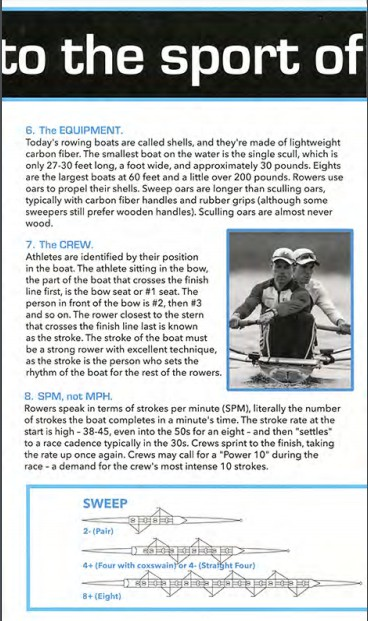 to the sport of
6. The EQUIPMENT.
Today's rowing boats are called shells, and they're made of lightweight
carbon fiber. The smallest boat on the water is the single scull, which is
only 27-30 feet long, a foot wide, and approximately 30 pounds. Eights
are the largest boats at 60 feet and a little over 200 pounds. Rowers use
oars to propel their shells. Sweep oars are longer than sculling oars,
typically with carbon fiber handles and rubber grips (although some
sweepers still prefer wooden handles). Sculling oars are almost never
wood.
7. The CREW.
Athletes are identified by their position
in the boat. The athlete sitting in the bow,
the part of the boat that crosses the finish
line first, is the bow seat or #1 seat. The
person in front of the bow is #2, then #3
and so on. The rower closest to the stern
that crosses the finish line last is known
as the stroke. The stroke of the boat must
be a strong rower with excellent technique,
as the stroke is the person who sets the
rhythm of the boat for the rest of the rowers.
8. SPM, not MPH.
Rowers speak in terms of strokes per minute (SPM), literally the number
of strokes the boat completes in a minute's time. The stroke rate at the
start is high – 38-45, even into the 50s for an eight – and then "settles"
to a race cadence typically in the 30s. Crews sprint to the finish, taking
the rate up once again. Crews may call for a "Power 10" during the
race – a demand for the crew's most intense 10 strokes.
SWEEP
2- (Pair)
4+ (Four with coxswain) or 4- (Straight Four)
8+ (Eight)